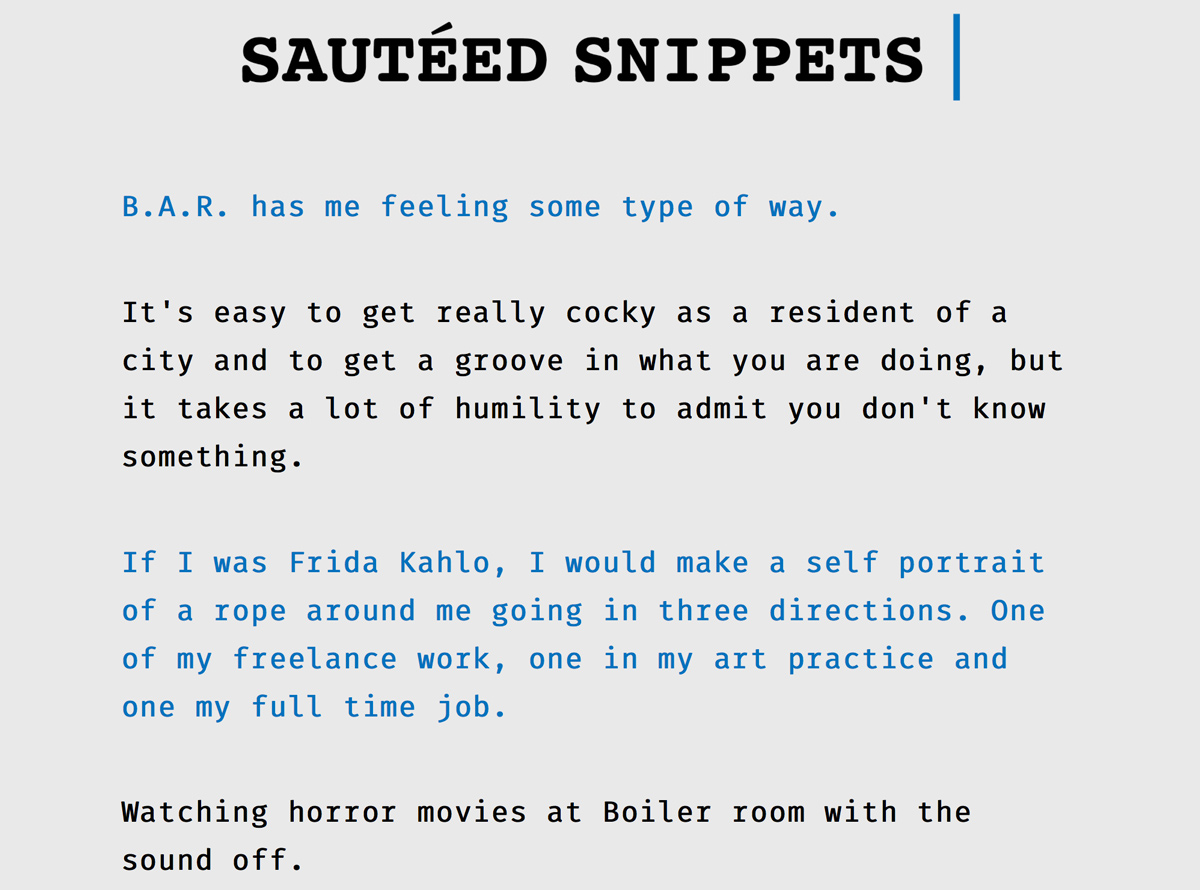 SAUTÉED SNIPPETS
B.A.R. has me feeling some type of way.
It's easy to get really cocky as a resident of a
city and to get a groove in what you are doing, but
it takes a lot of humility to admit you don't know
something.
If I was Frida Kahlo, I would make a self portrait
of a rope around me going in three directions. One
of my freelance work, one in my art practice and
one my full time job.
Watching horror movies at Boiler room with the
sound off.